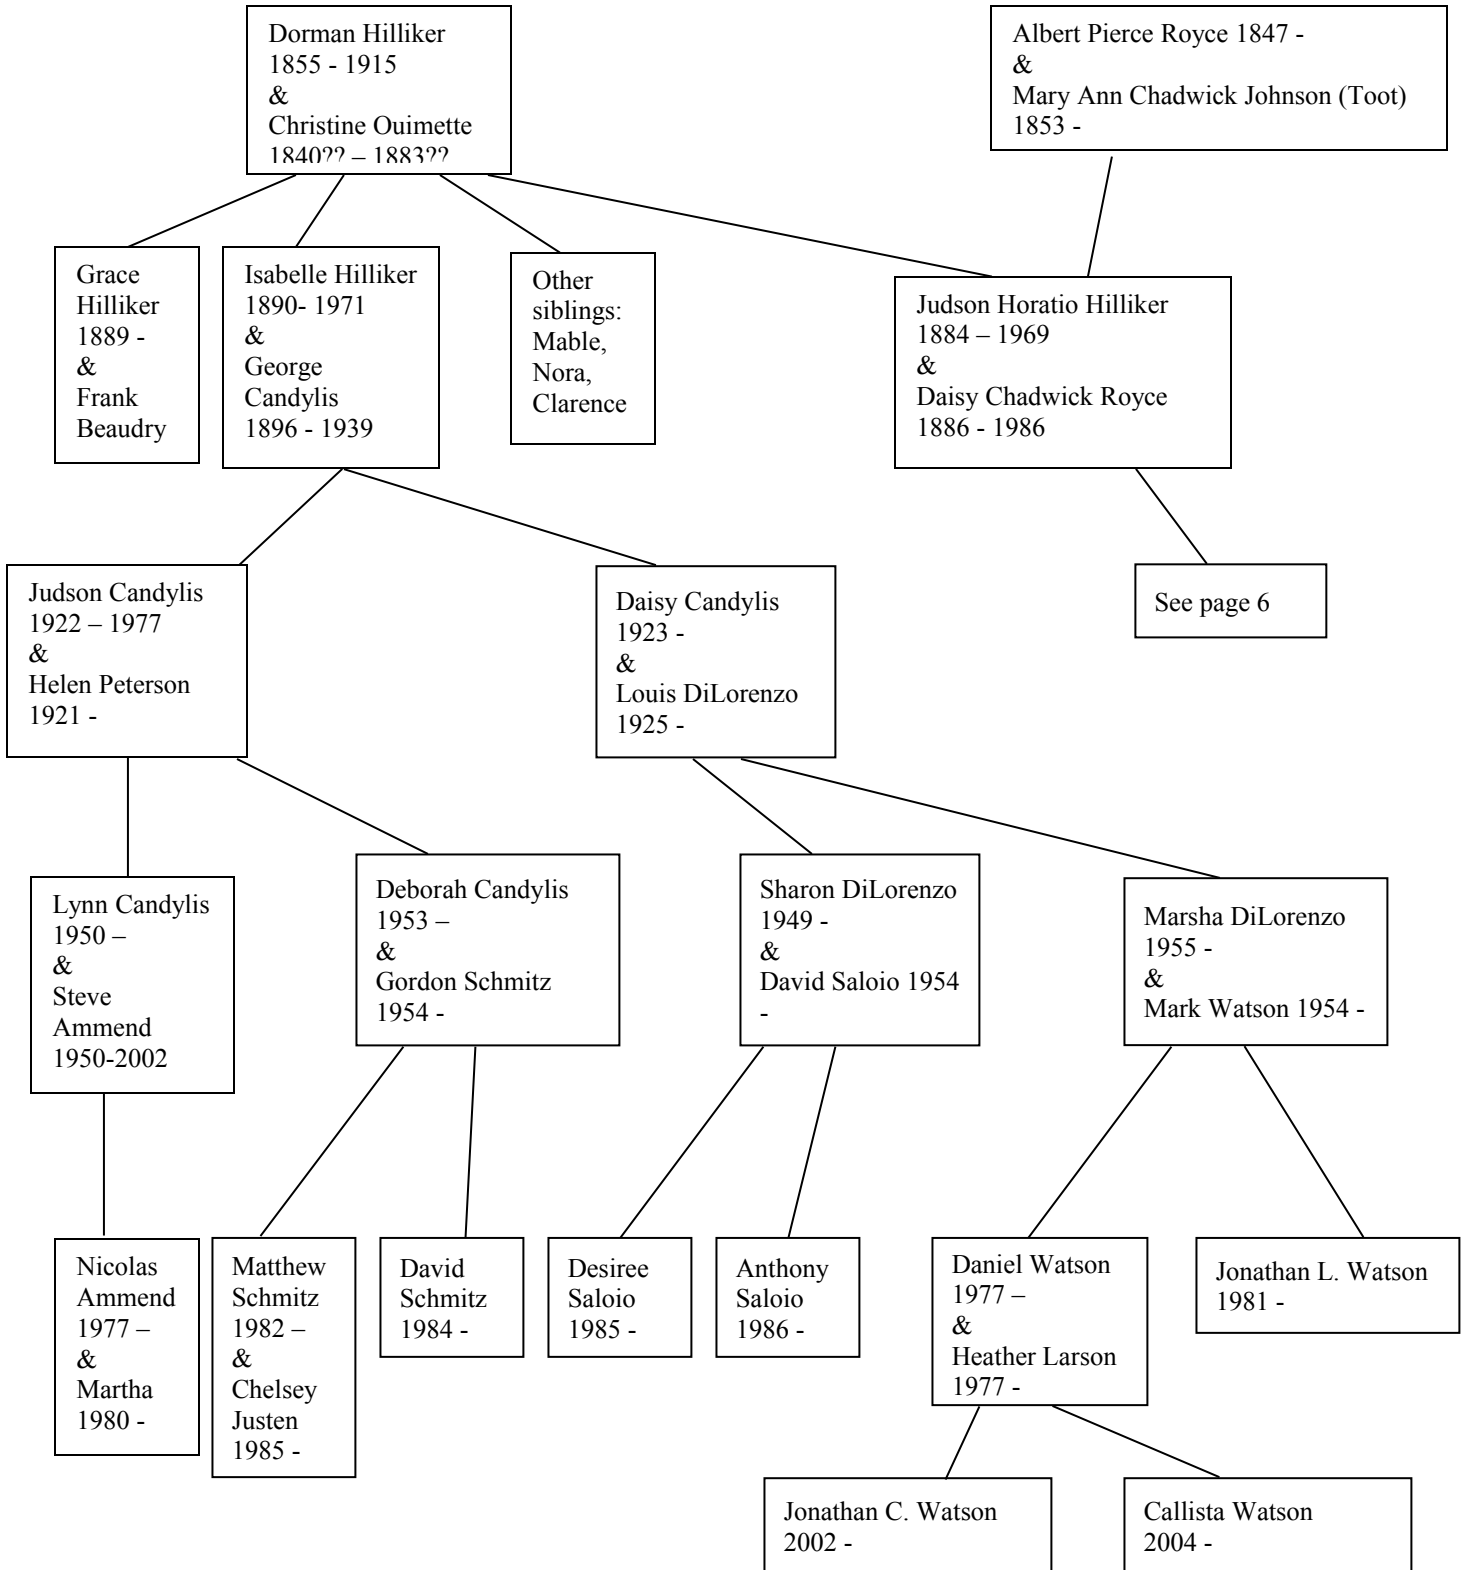 Dorman Hilliker
1855 - 1915
&
Christine Ouimette
1840?? – 1883??
Albert Pierce Royce 1847 -
&
Mary Ann Chadwick Johnson (Toot)
1853 -
Grace
Hilliker
1889 -
&
Frank
Beaudry
Isabelle Hilliker
1890- 1971
&
George
Candylis
1896 - 1939
Other
siblings:
Mable,
Nora,
Clarence
Judson Horatio Hilliker
1884 – 1969
&
Daisy Chadwick Royce
1886 - 1986
Judson Candylis
1922 – 1977
&
Helen Peterson
1921 -
Daisy Candylis
1923 -
&
Louis DiLorenzo
1925 -
See page 6
Lynn Candylis
1950 –
&
Steve
Ammend
1950-2002
Deborah Candylis
1953 –
&
Gordon Schmitz
1954 -
Sharon DiLorenzo
1949 -
&
David Saloio 1954
-
Marsha DiLorenzo
1955 -
&
Mark Watson 1954 -
Nicolas
Ammend
1977 –
&
Martha
1980 -
Matthew
Schmitz
1982 –
&
Chelsey
Justen
1985 -
David
Schmitz
1984 -
Desiree
Saloio
1985 -
Anthony
Saloio
1986 -
Daniel Watson
1977 –
&
Heather Larson
1977 -
Jonathan L. Watson
1981 -
Jonathan C. Watson
2002 -
Callista Watson
2004 -